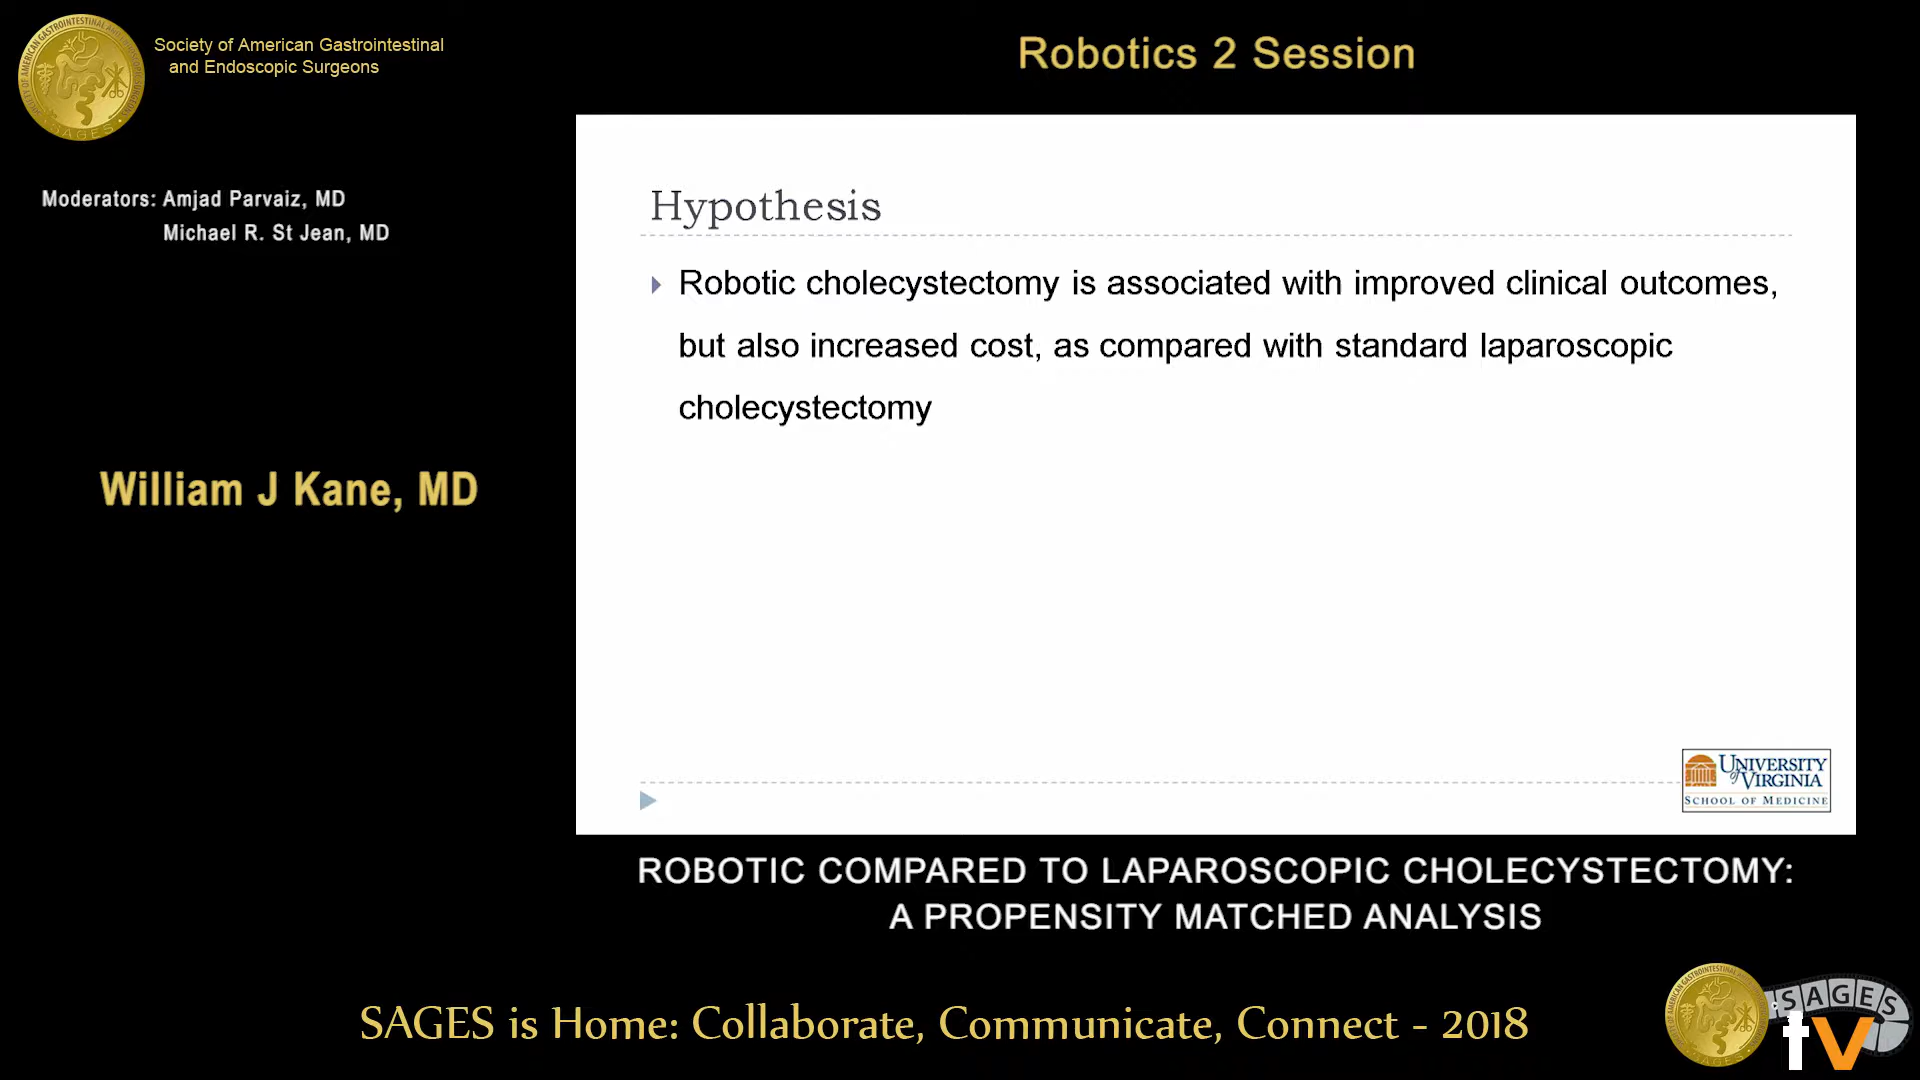 Society of American Gastrointestinal
and Endoscopic Surgeons
Robotics 2 Session
Moderators: Amjad Parvaiz, MD
Michael R. St Jean, MD
William J Kane, MD
Hypothesis
Robotic cholecystectomy is associated with improved clinical outcomes,
but also increased cost, as compared with standard laparoscopic
cholecystectomy
UNIVERSITY
of VIRGINIA
SCHOOL OF MEDICINE
ROBOTIC COMPARED TO LAPAROSCOPIC CHOLECYSTECTOMY:
A PROPENSITY MATCHED ANALYSIS
SAGES is Home: Collaborate, Communicate, Connect - 2018
SAGES
tv